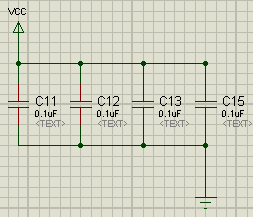 VCC
C11 C12 C13 C15
0.1uF 0.1uF 0.1uF 0.1uF
<TEXT> <TEXT> <TEXT> <TEXT>